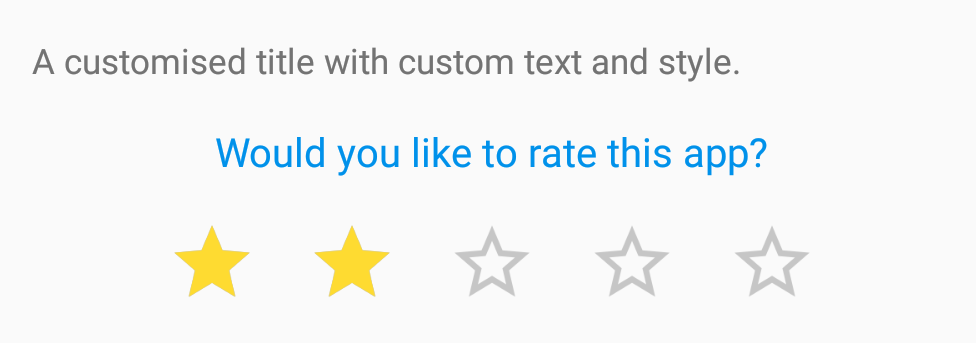 A customised title with custom text and style.
Would you like to rate this app?